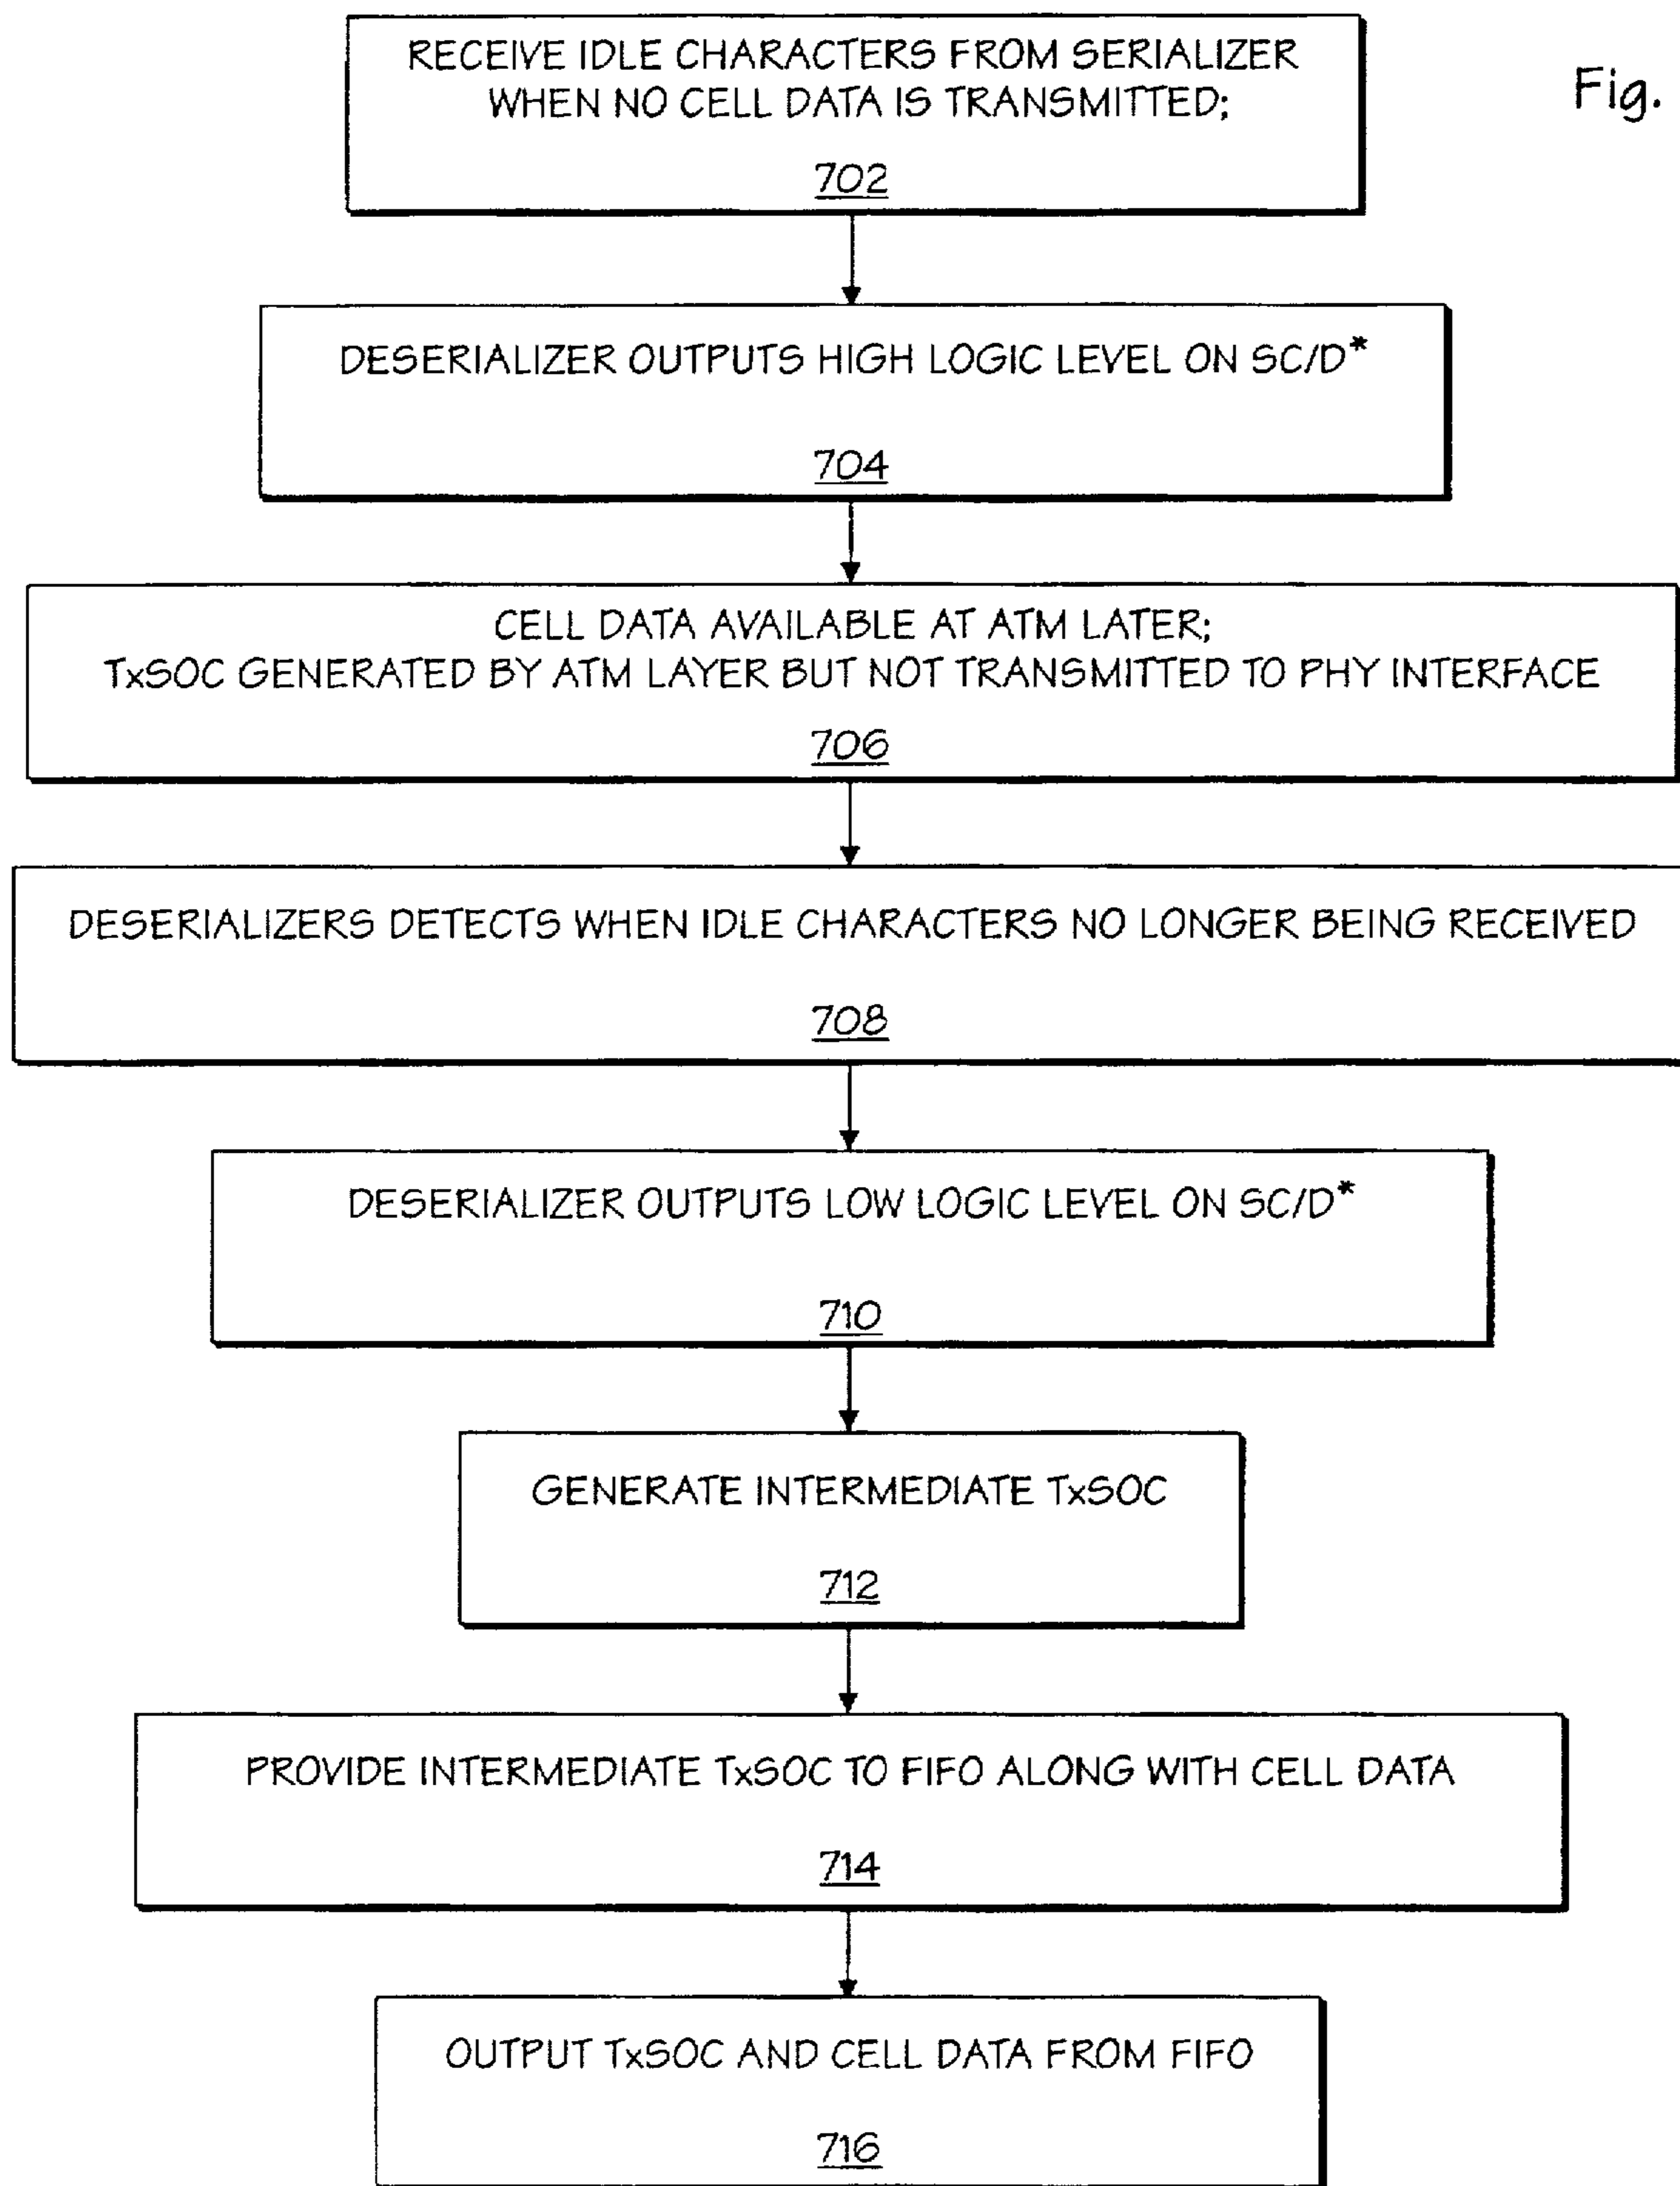 RECEIVE IDLE CHARACTERS FROM SERIALIZER
WHEN NO CELL DATA IS TRANSMITTED;
702
Fig.
DESERIALIZER OUTPUTS HIGH LOGIC LEVEL ON SC/D*
704
CELL DATA AVAILABLE AT ATM LATER;
TxSOC GENERATED BY ATM LAYER BUT NOT TRANSMITTED TO PHY INTERFACE
706
DESERIALIZERS DETECTS WHEN IDLE CHARACTERS NO LONGER BEING RECEIVED
708
DESERIALIZER OUTPUTS LOW LOGIC LEVEL ON SC/D*
710
GENERATE INTERMEDIATE TxSOC
712
PROVIDE INTERMEDIATE TxSOC TO FIFO ALONG WITH CELL DATA
714
OUTPUT TxSOC AND CELL DATA FROM FIFO
716